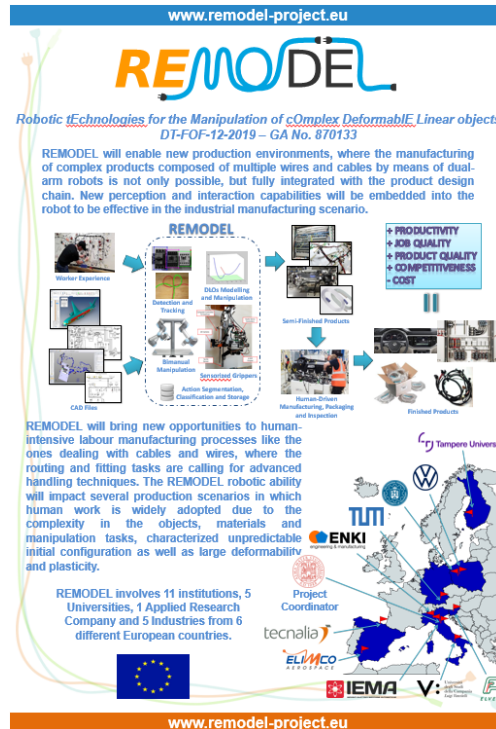 www.remodel-project.eu
REMODEL
Robotic tEchnologies for the Manipulation of cOmplex DeformablE Linear objects
DT-FOF-12-2019 – GA No. 870133
REMODEL will enable new production environments, where the manufacturing
of complex products composed of multiple wires and cables by means of dual-
arm robots is not only possible, but fully integrated with the product design
chain. New perception and interaction capabilities will be embedded into the
robot to be effective in the industrial manufacturing scenario.
REMODEL
+ PRODUCTIVITY
+ JOB QUALITY
+ PRODUCT QUALITY
+ COMPETITIVENESS
- COST
Worker Experience
Detection and
Tracking
DLOs Modelling
and Manipulation
Semi-Finished Products
Bimanual
Manipulation
Sensorized Grippers
Action Segmentation,
Classification and Storage
CAD Files
Human-Driven
Manufacturing, Packaging
and Inspection
Finished Products
REMODEL will bring new opportunities to human-
intensive labour manufacturing processes like the
ones dealing with cables and wires, where the
routing and fitting tasks are calling for advanced
handling techniques. The REMODEL robotic ability
will impact several production scenarios in which
human work is widely adopted due to the
complexity in the objects, materials and
manipulation tasks, characterized unpredictable
initial configuration as well as large deformability
and plasticity.
Tampere Univer
TUM
ENKI
engineering & manufacturing
Project
Coordinator
REMODEL involves 11 institutions, 5
Universities, 1 Applied Research
Company and 5 Industries from 6
different European countries.
tecnalia
ELIMCO
AEROSPACE
IEMA
V:
Università
degli Studi
della Campania
Luigi Vanvitelli
ELVE
www.remodel-project.eu